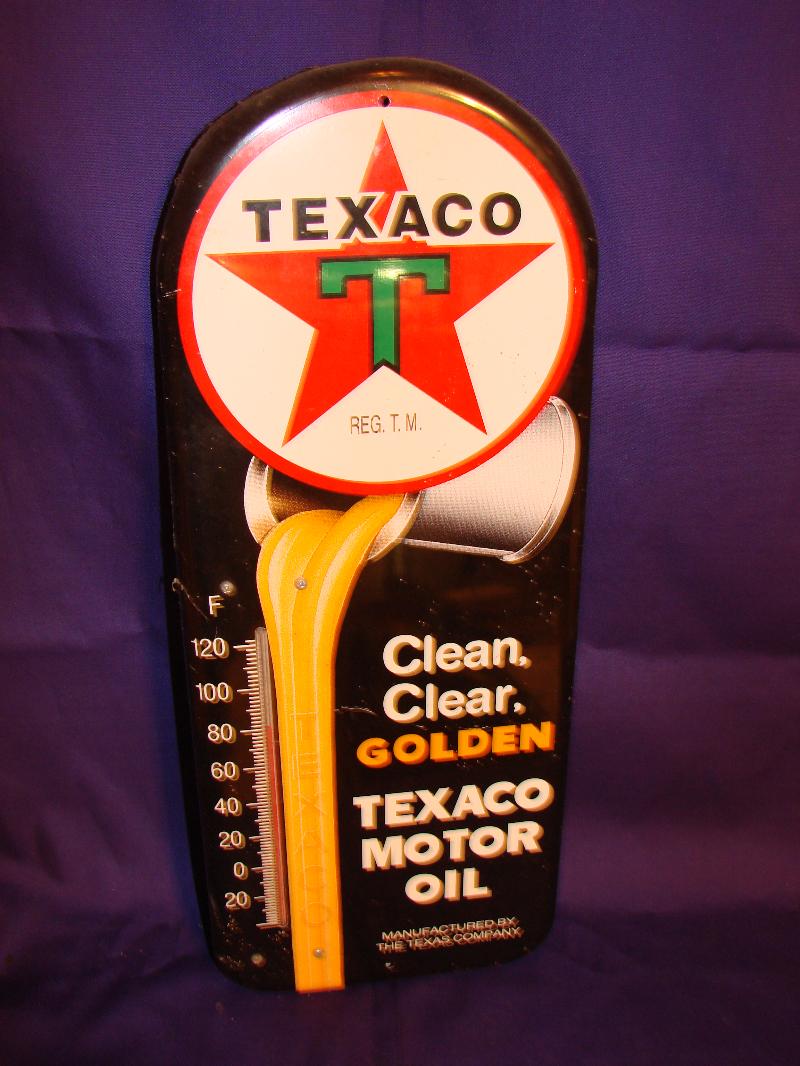 TEXACO
T
REG. T. M.
F
120
100
80
60
40
20
0
20
TEXACO
Clean,
Clear,
GOLDEN
TEXACO
MOTOR
OIL
MANUFACTURED BY
THE TEXAS COMPANY